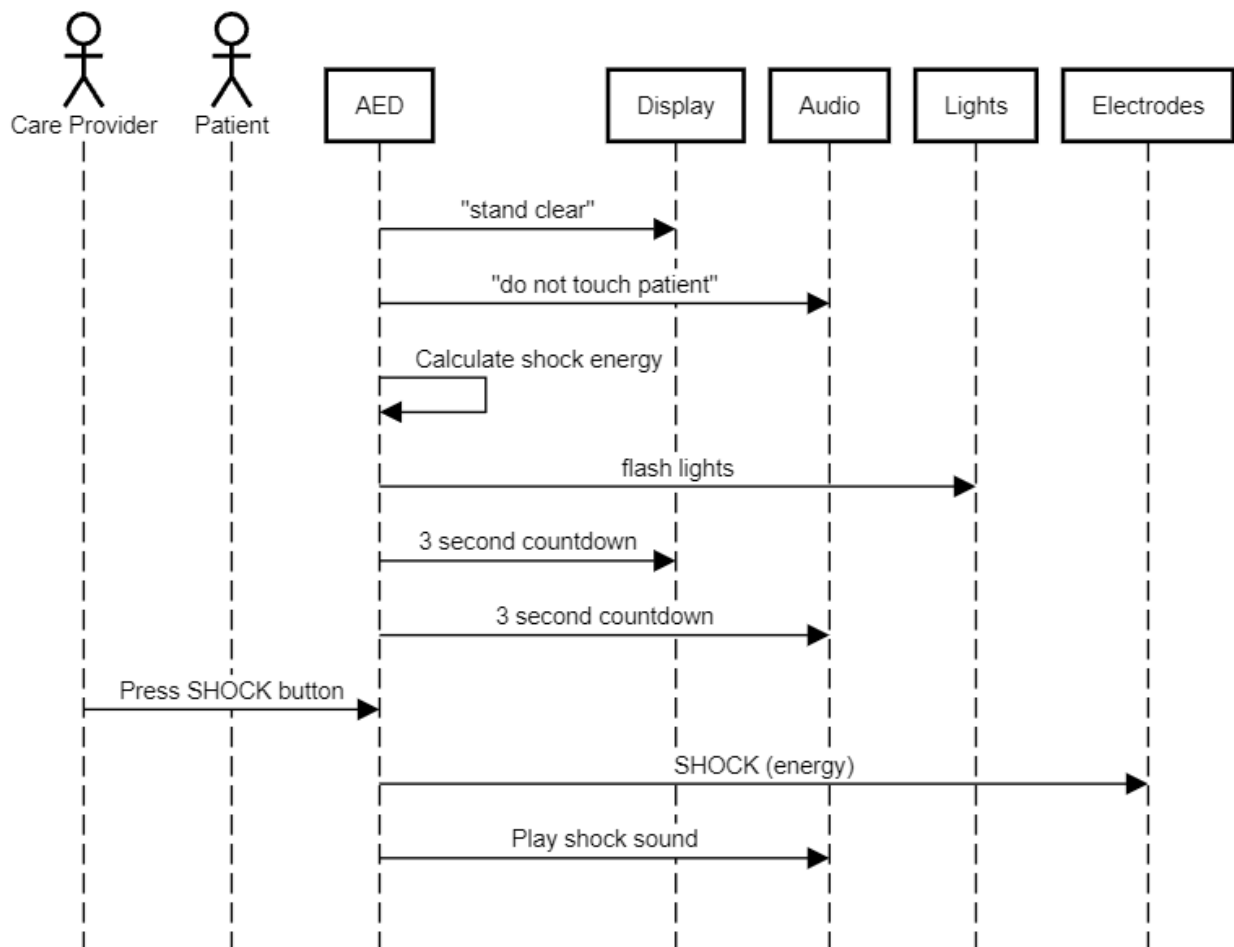 Care Provider
Patient
AED
Display
Audio
Lights
Electrodes
"stand clear"
"do not touch patient"
Calculate shock energy
flash lights
3 second countdown
3 second countdown
Press SHOCK button
SHOCK (energy)
Play shock sound